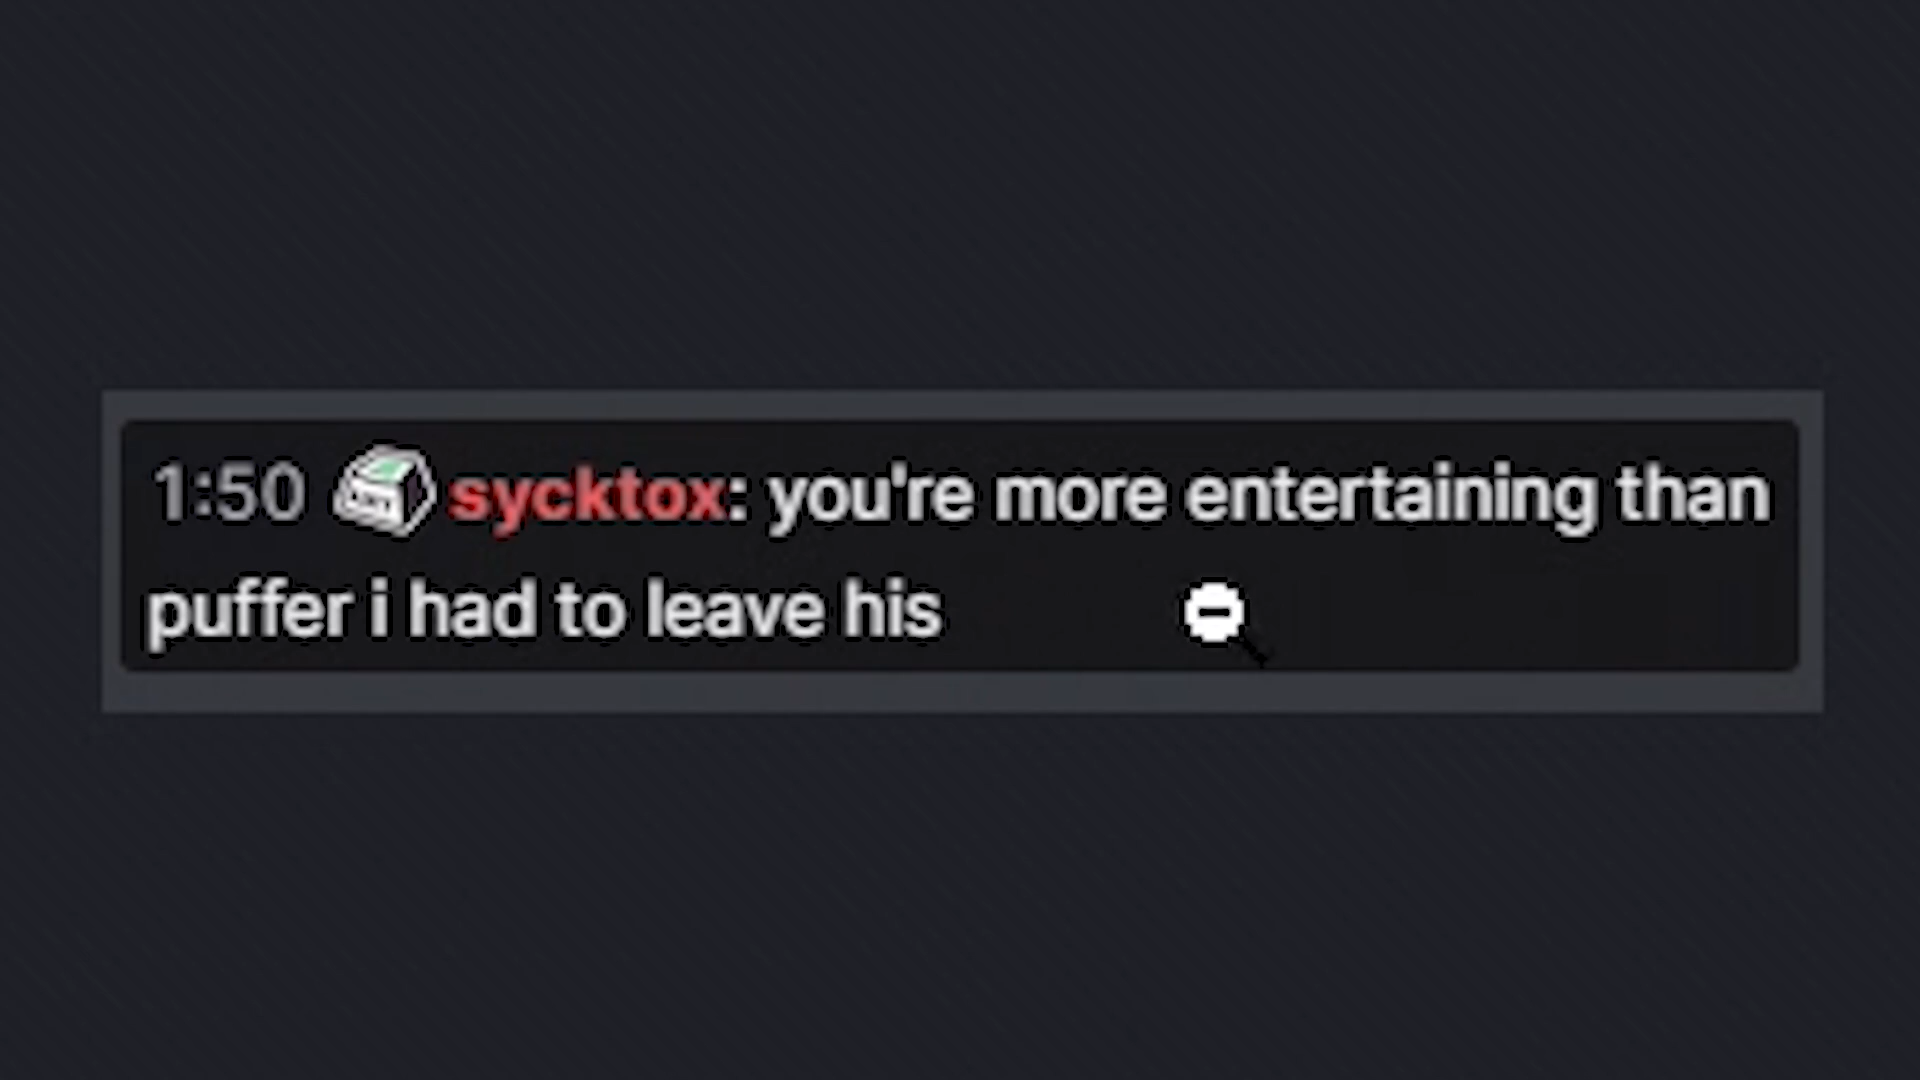 1:50 sycktox: you're more entertaining than
puffer i had to leave his